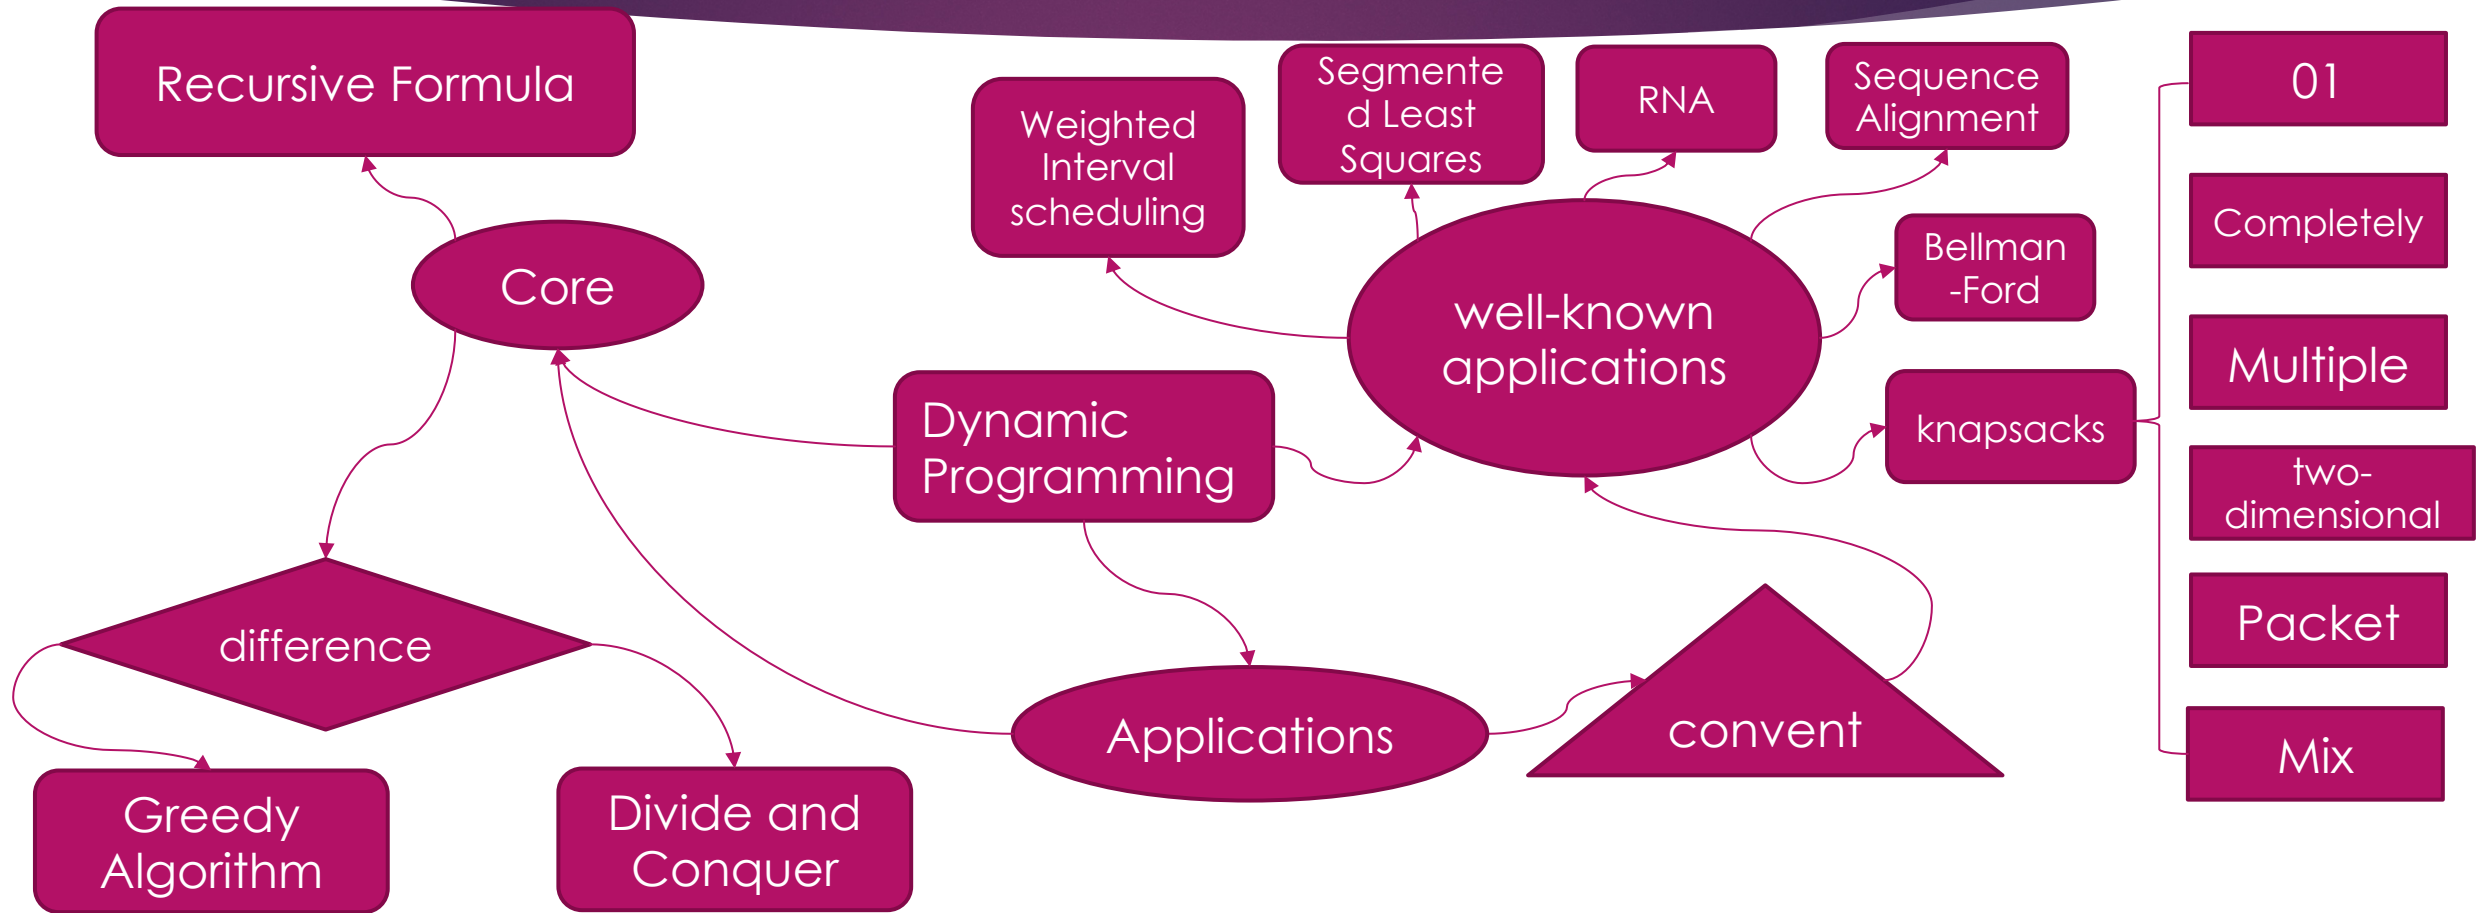 Recursive Formula
Core
difference
Greedy
Algorithm
Divide and
Conquer
Dynamic
Programming
Applications
convent
well-known
applications
Weighted
Interval
scheduling
Segmente
d Least
Squares
RNA
Sequence
Alignment
Bellman
-Ford
knapsacks
01
Completely
Multiple
two-
dimensional
Packet
Mix